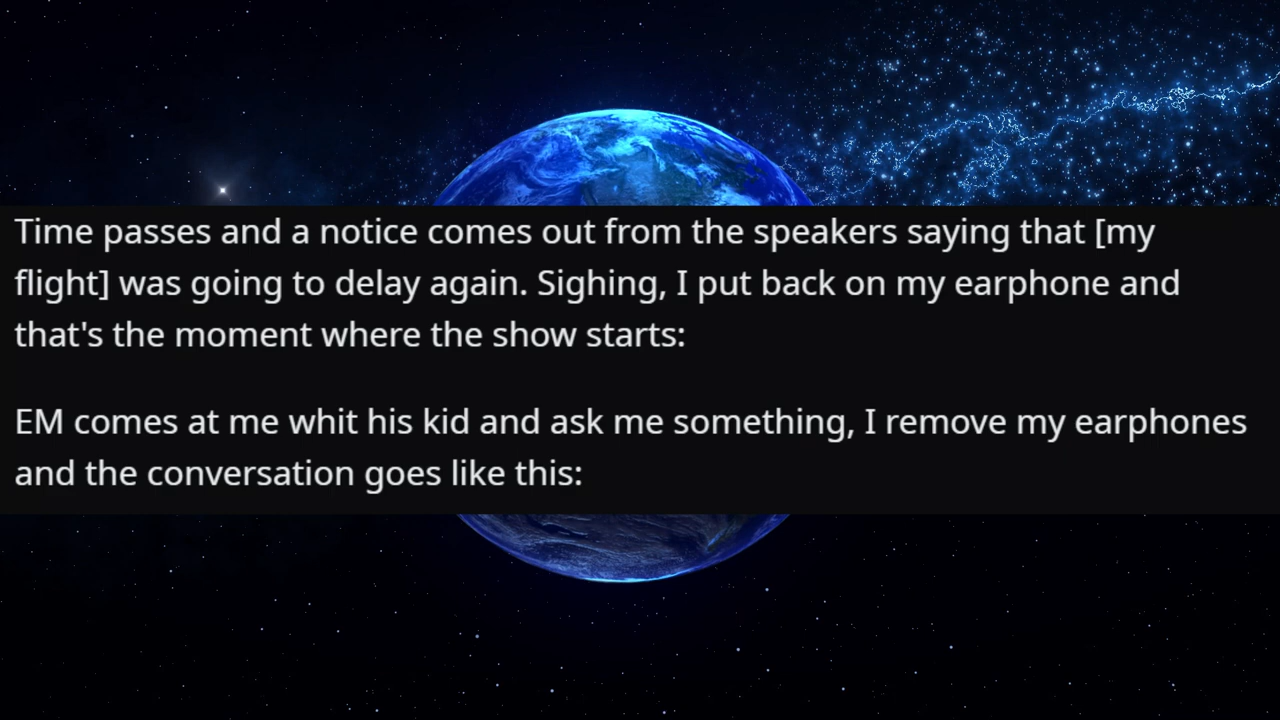 Time passes and a notice comes out from the speakers saying that [my
flight] was going to delay again. Sighing, I put back on my earphone and
that's the moment where the show starts:
EM comes at me whit his kid and ask me something, I remove my earphones
and the conversation goes like this: